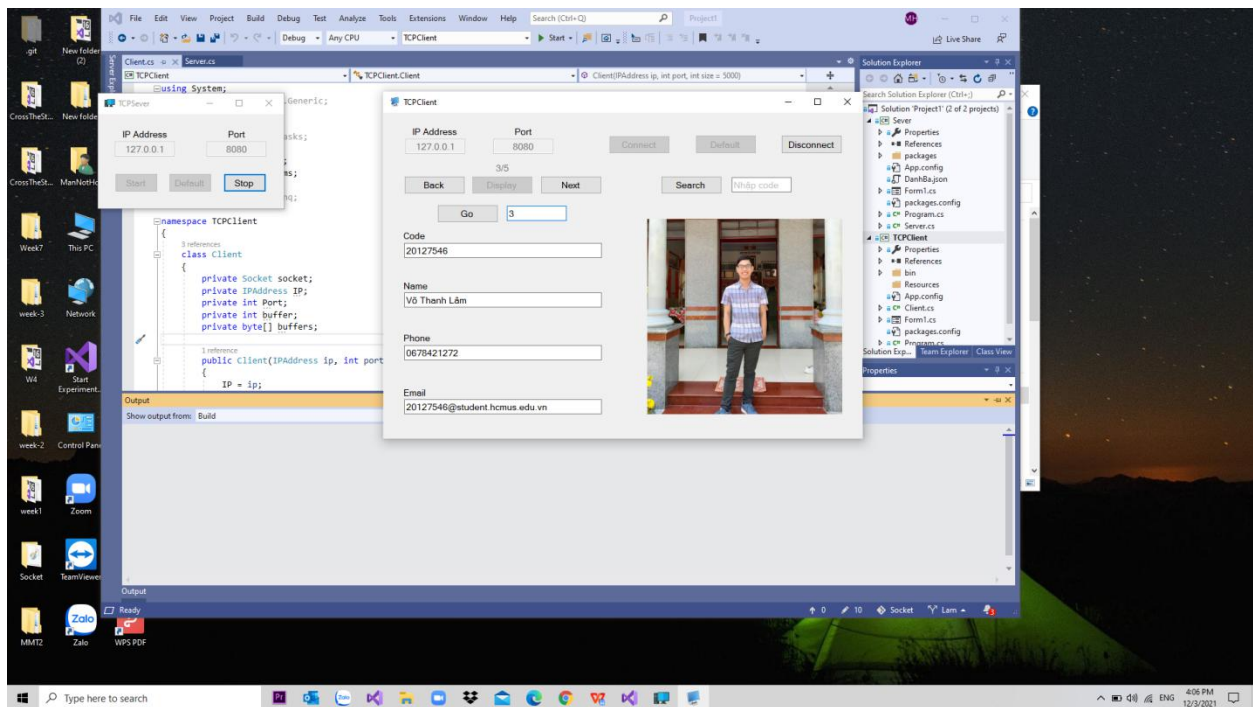 File Edit View Project Build Debug Test Analyze Tools Extensions Window Help Search (Ctrl+Q) Project1
MH
Debug Any CPU TCPClient Start Live Share
.git
New folder (2)
CrossTheSt... New folde
CrossTheSt... ManNotHo
Week7 This PC
week-3 Network
W4 Start Experiment.
week-2 Control Pane
week1 Zoom
Socket TeamViewer
MMT2 Zalo WPS PDF
Client.cs Server.cs
TCPClient TCPClient.Client Client(IPAddress ip, int port, int size = 5000)
using System;
.Generic;
asks;
;
ms;
ng;
namespace TCPClient
{
3 references
class Client
{
private Socket socket;
private IPAddress IP;
private int Port;
private int buffer;
private byte[] buffers;
1 reference
public Client(IPAddress ip, int port
{
IP = ip;
TCPSever
IP Address Port
127.0.0.1 8080
Start Default Stop
TCPClient
IP Address Port
127.0.0.1 8080 Connect Default Disconnect
3/5
Back Display Next Search Nhập code
Go 3
Code
20127546
Name
Võ Thanh Lâm
Phone
0678421272
Email
20127546@student.hcmus.edu.vn
Solution Explorer
Search Solution Explorer (Ctrl+;)
Solution 'Project1' (2 of 2 projects)
Sever
Properties
References
packages
App.config
DanhBa.json
Form1.cs
packages.config
Program.cs
Server.cs
TCPClient
Properties
References
bin
Resources
App.config
Client.cs
Form1.cs
packages.config
Program.cs
Solution Exp... Team Explorer Class View
Properties
Output
Show output from: Build
Output
Ready 0 10 Socket Lam 3
Type here to search
ENG 4:06 PM
12/3/2021